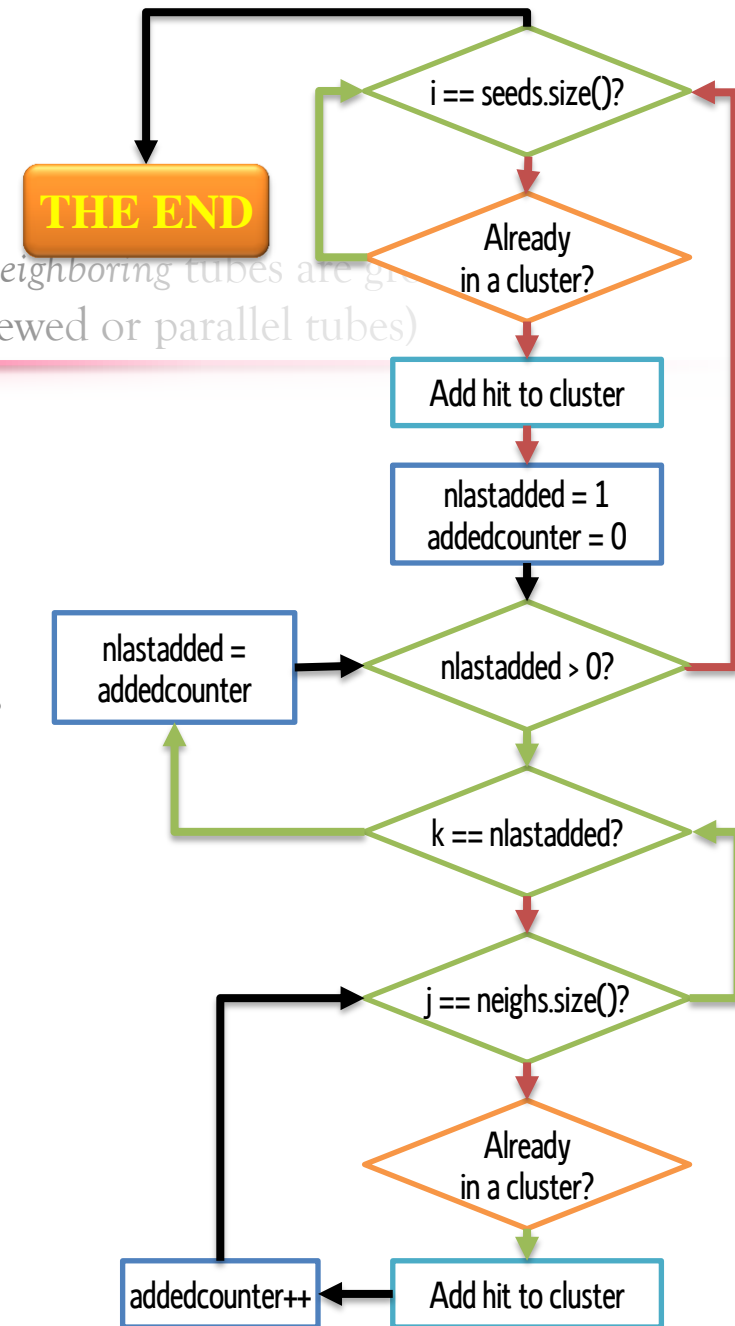 i == seeds.size()?
THE END
Already
in a cluster?
eighboring tubes are
ewed or parallel tubes)
Add hit to cluster
nlastadded = 1
addedcounter = 0
nlastadded =
addedcounter
nlastadded > 0?
k == nlastadded?
j == neighs.size()?
Already
in a cluster?
addedcounter++
Add hit to cluster